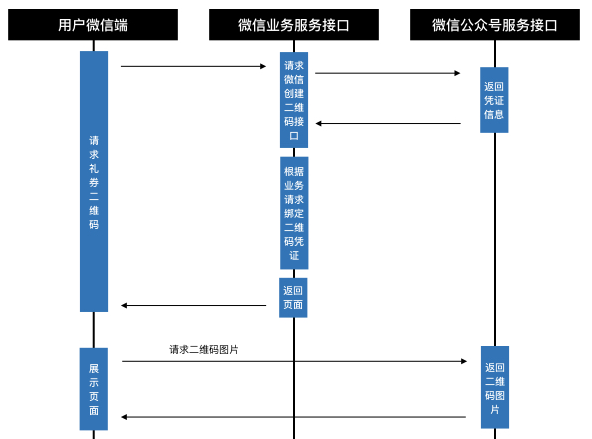 用户微信端
微信业务服务接口
微信公众号服务接口
请求
微信
创建
二维
码接
口
返回
凭证
信息
请
求
礼
券
二
维
码
根据
业务
请求
绑定
二维
码凭
证
返回
页面
请求二维码图片
展
示
页
面
返回
二维
码图
片